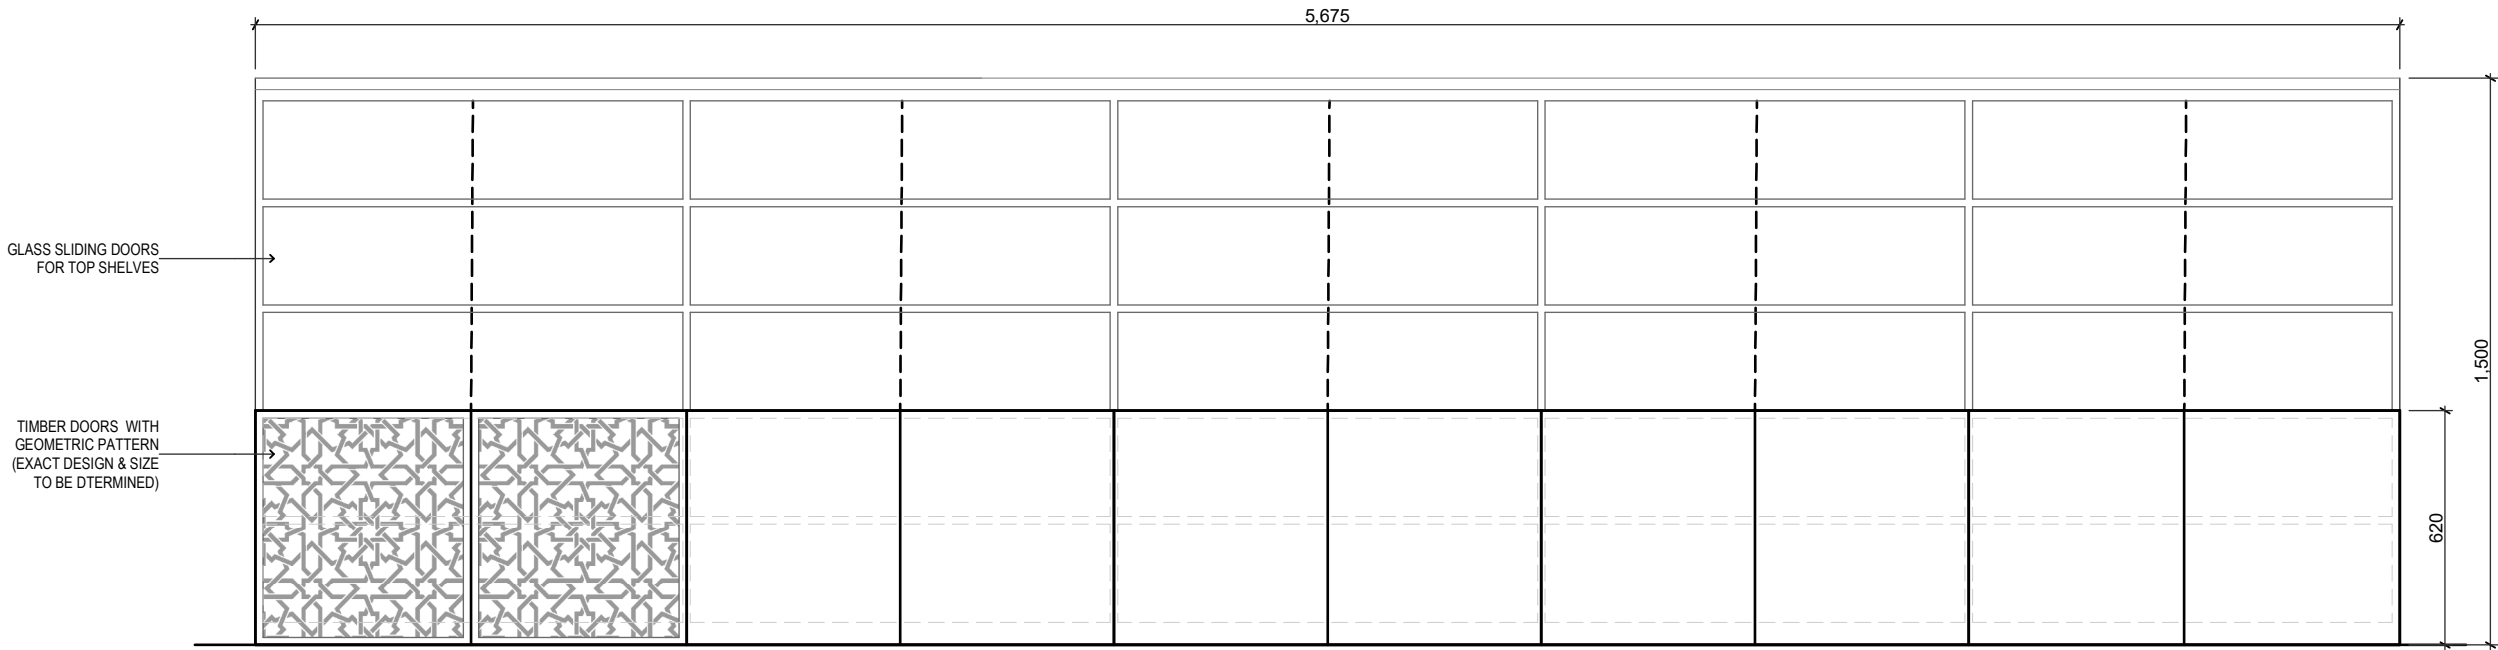 5,675
GLASS SLIDING DOORS
FOR TOP SHELVES
1,500
TIMBER DOORS WITH
GEOMETRIC PATTERN
(EXACT DESIGN & SIZE
TO BE DTERMINED)
620